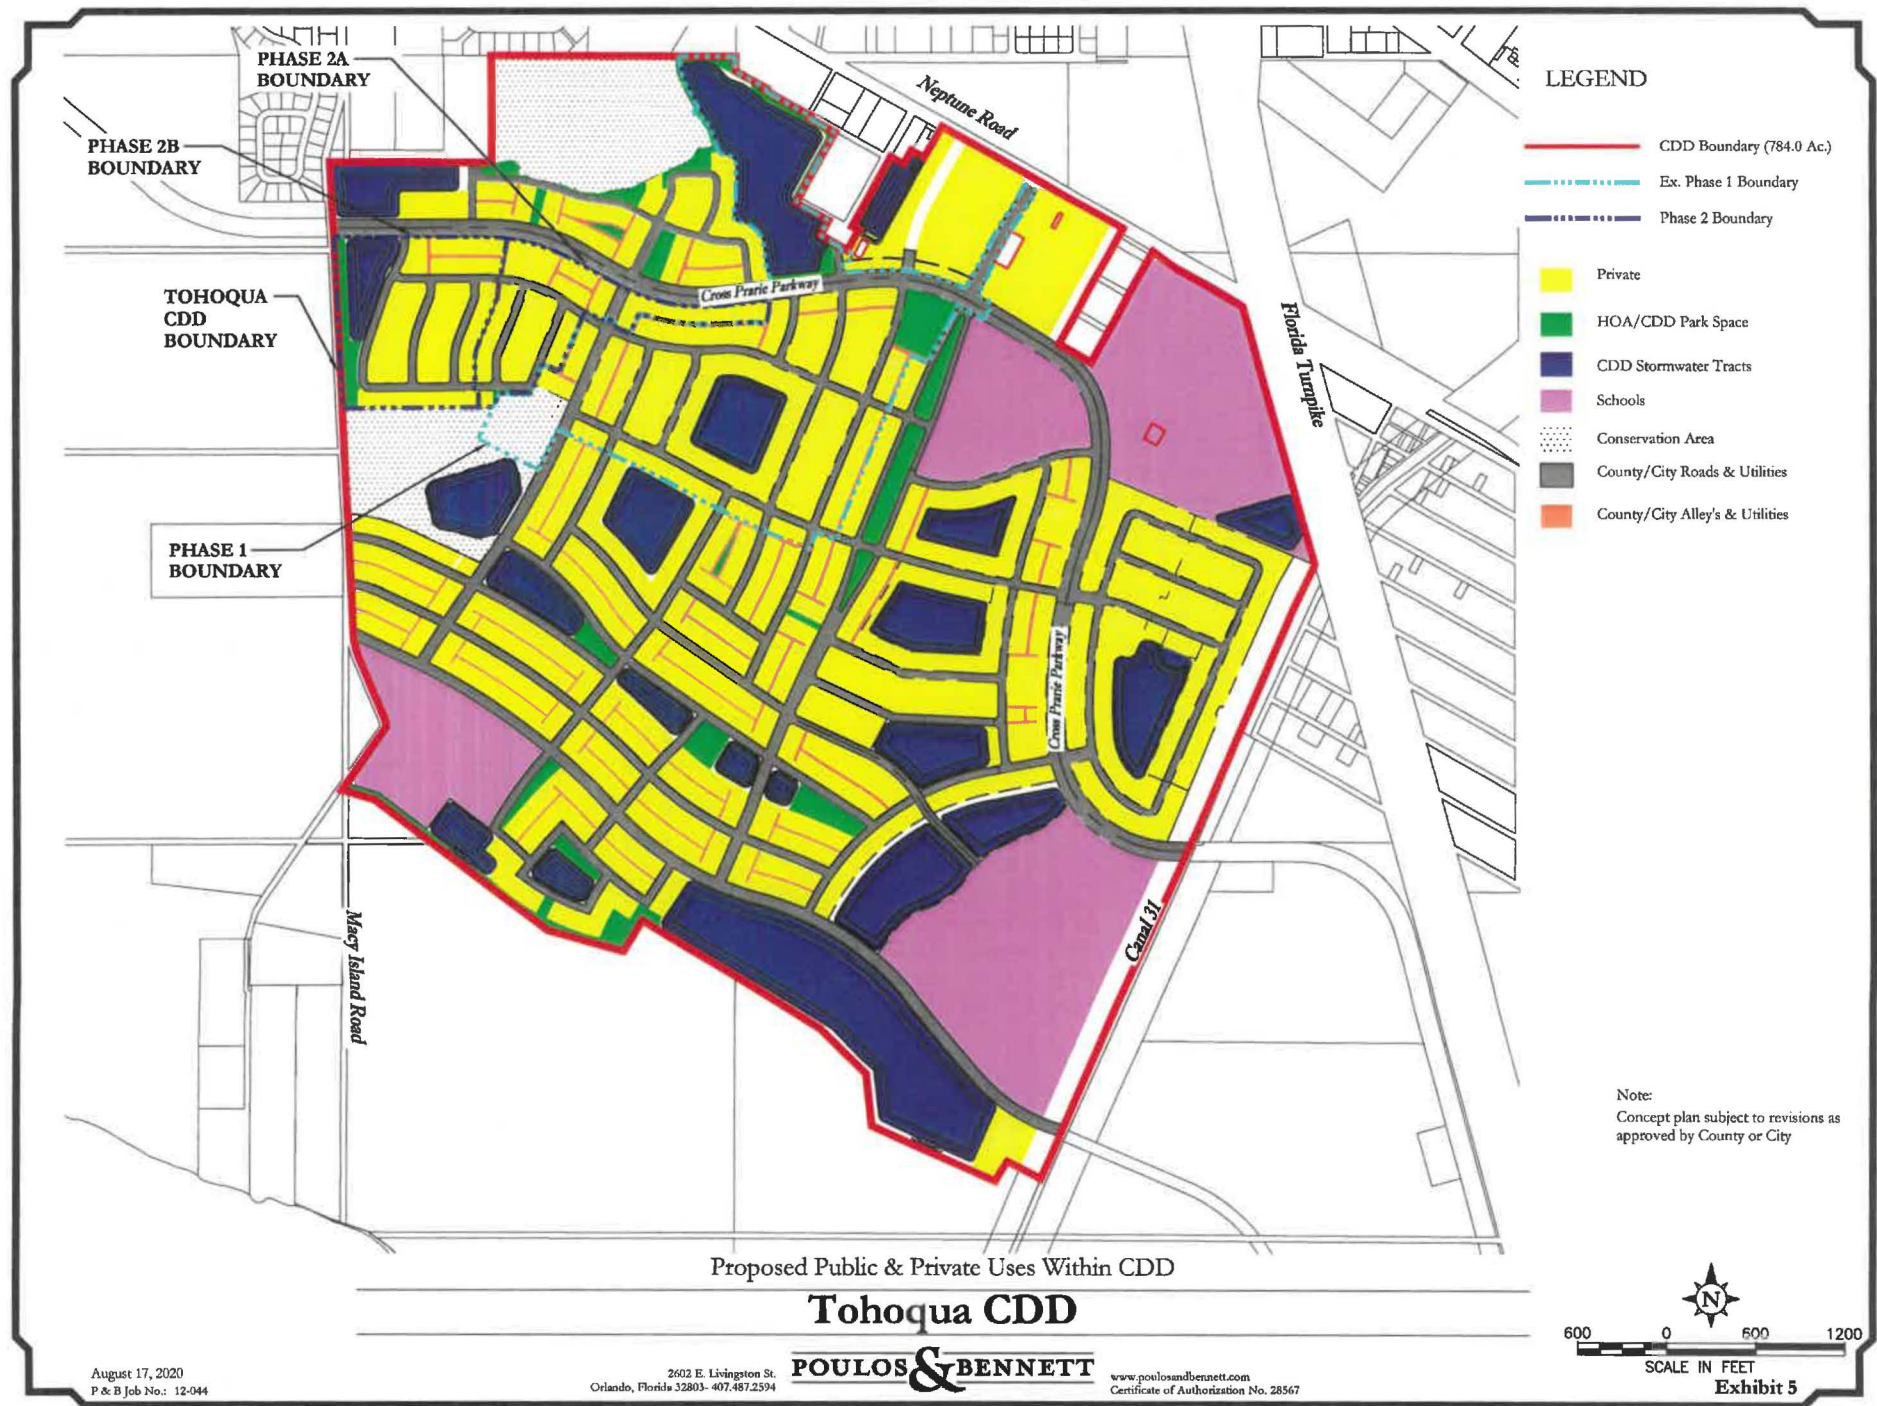 PHASE 2A
BOUNDARY
PHASE 2B
BOUNDARY
TOHOQUA
CDD
BOUNDARY
PHASE 1
BOUNDARY
Neptune Road
Cross Prarie Parkway
Florida Turnpike
Cross Prarie Parkway
Canal 31
Macy Island Road
LEGEND
CDD Boundary (784.0 Ac.)
Ex. Phase 1 Boundary
Phase 2 Boundary
Private
HOA/CDD Park Space
CDD Stormwater Tracts
Schools
Conservation Area
County/City Roads & Utilities
County/City Alley's & Utilities
Note:
Concept plan subject to revisions as
approved by County or City
Proposed Public & Private Uses Within CDD
Tohoqua CDD
August 17, 2020
P & B Job No.: 12-044
2602 E. Livingston St.
Orlando, Florida 32803- 407.487.2594
POULOS & BENNETT
www.poulosandbennett.com
Certificate of Authorization No. 28567
N
600 0 600 1200
SCALE IN FEET
Exhibit 5